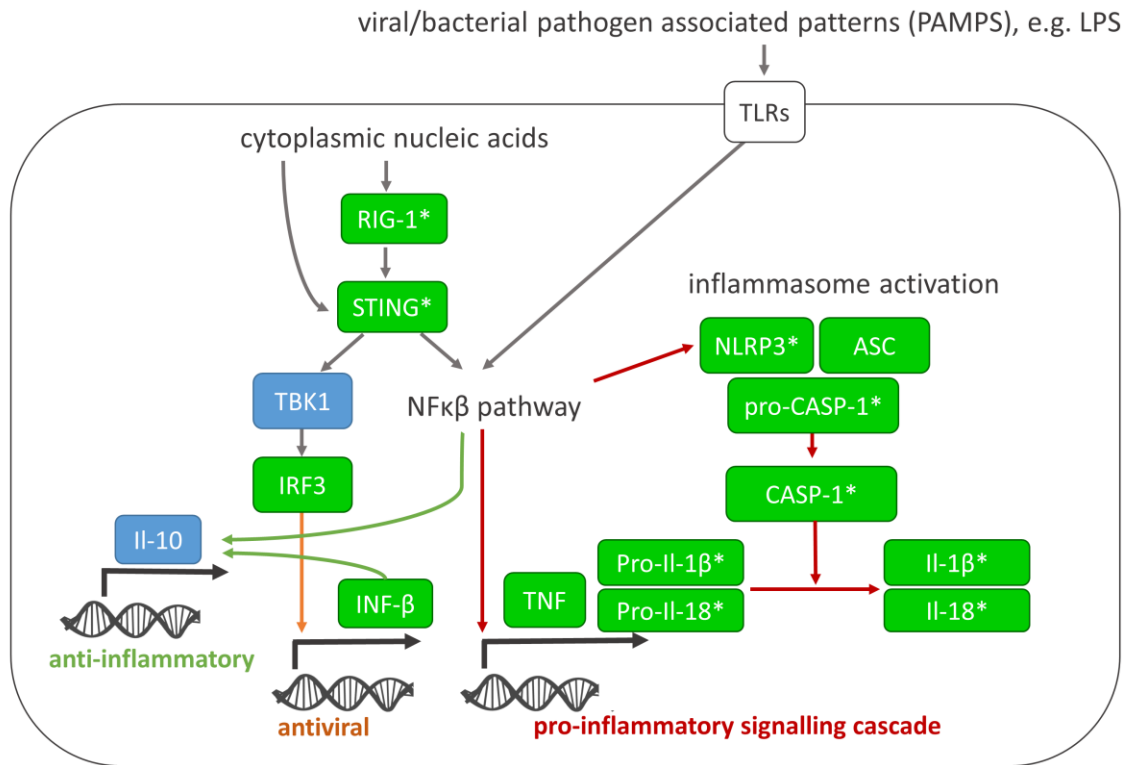 viral/bacterial pathogen associated patterns (PAMPS), e.g. LPS
TLRs
cytoplasmic nucleic acids
RIG-1*
STING*
inflammasome activation
NLRP3*
ASC
TBK1
NFκβ pathway
pro-CASP-1*
IRF3
CASP-1*
Il-10
Pro-Il-1β*
Il-1β*
INF-β
TNF
Pro-Il-18*
Il-18*
anti-inflammatory
antiviral
pro-inflammatory signalling cascade